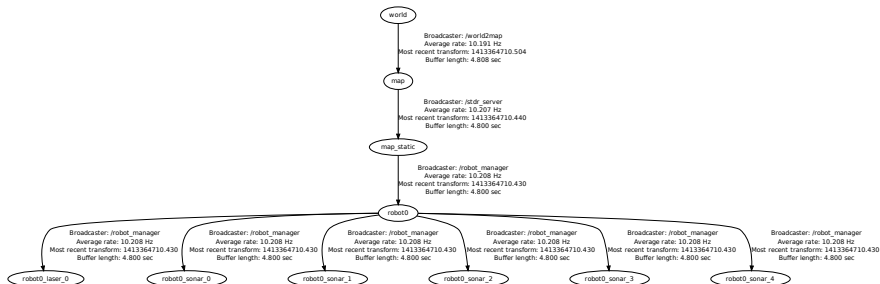 world
Broadcaster: /world2map
Average rate: 10.191 Hz
Most recent transform: 1413364710.504
Buffer length: 4.808 sec
map
Broadcaster: /stdr_server
Average rate: 10.207 Hz
Most recent transform: 1413364710.440
Buffer length: 4.800 sec
map_static
Broadcaster: /robot_manager
Average rate: 10.208 Hz
Most recent transform: 1413364710.430
Buffer length: 4.800 sec
robot0
Broadcaster: /robot_manager
Average rate: 10.208 Hz
Most recent transform: 1413364710.430
Buffer length: 4.800 sec
robot0_laser_0
Broadcaster: /robot_manager
Average rate: 10.208 Hz
Most recent transform: 1413364710.430
Buffer length: 4.800 sec
robot0_sonar_0
Broadcaster: /robot_manager
Average rate: 10.208 Hz
Most recent transform: 1413364710.430
Buffer length: 4.800 sec
robot0_sonar_1
Broadcaster: /robot_manager
Average rate: 10.208 Hz
Most recent transform: 1413364710.430
Buffer length: 4.800 sec
robot0_sonar_2
Broadcaster: /robot_manager
Average rate: 10.208 Hz
Most recent transform: 1413364710.430
Buffer length: 4.800 sec
robot0_sonar_3
Broadcaster: /robot_manager
Average rate: 10.208 Hz
Most recent transform: 1413364710.430
Buffer length: 4.800 sec
robot0_sonar_4